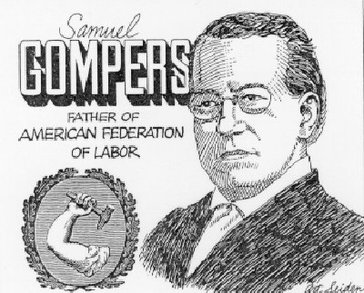 Samuel
GOMPERS
FATHER OF
AMERICAN FEDERATION
OF LABOR